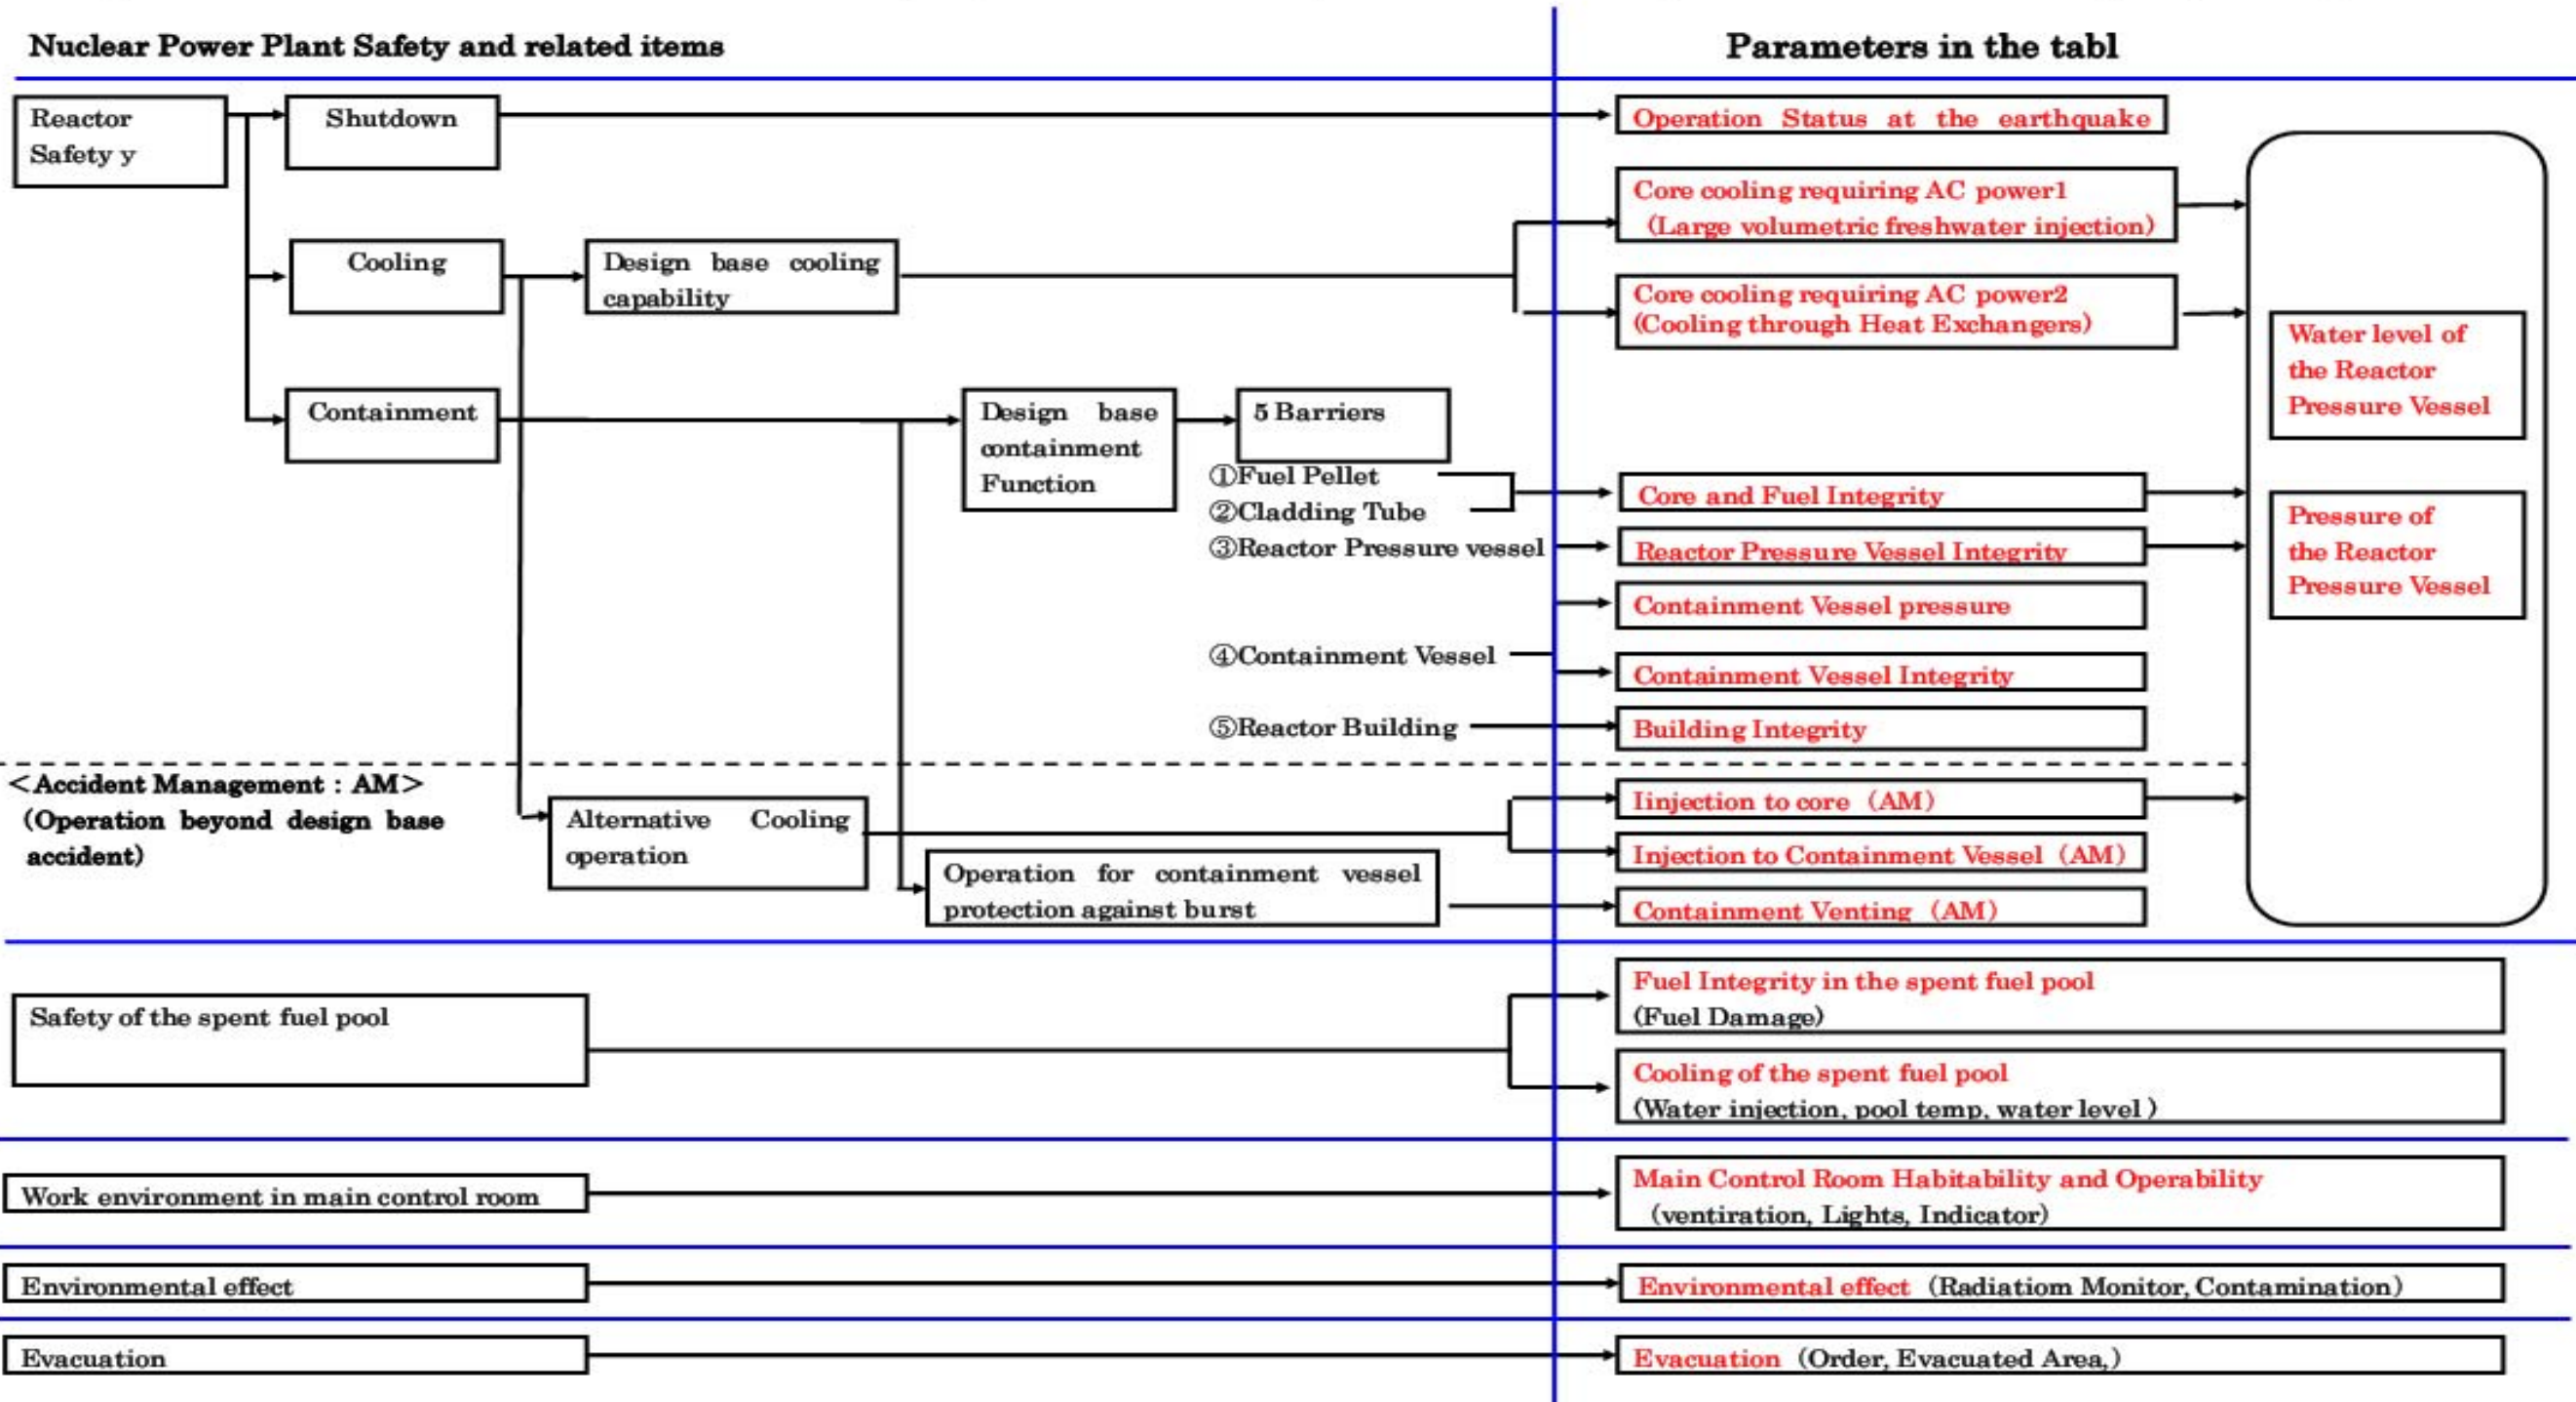 Nuclear Power Plant Safety and related items
Parameters in the tabl
Reactor
Safety y
Shutdown
Operation Status at the earthquake
Core cooling requiring AC power1
(Large volumetric freshwater injection)
Cooling
Design base cooling
capability
Core cooling requiring AC power2
(Cooling through Heat Exchangers)
Water level of
the Reactor
Pressure Vessel
Containment
Design base
containment
Function
5 Barriers
①Fuel Pellet
②Cladding Tube
③Reactor Pressure vessel
Core and Fuel Integrity
Reactor Pressure Vessel Integrity
Pressure of
the Reactor
Pressure Vessel
Containment Vessel pressure
④Containment Vessel
Containment Vessel Integrity
⑤Reactor Building
Building Integrity
<Accident Management : AM>
(Operation beyond design base
accident)
Alternative Cooling
operation
Iinjection to core (AM)
Injection to Containment Vessel (AM)
Operation for containment vessel
protection against burst
Containment Venting (AM)
Safety of the spent fuel pool
Fuel Integrity in the spent fuel pool
(Fuel Damage)
Cooling of the spent fuel pool
(Water injection, pool temp, water level )
Work environment in main control room
Main Control Room Habitability and Operability
(ventiration, Lights, Indicator)
Environmental effect
Environmental effect (Radiatiom Monitor, Contamination)
Evacuation
Evacuation (Order, Evacuated Area,)